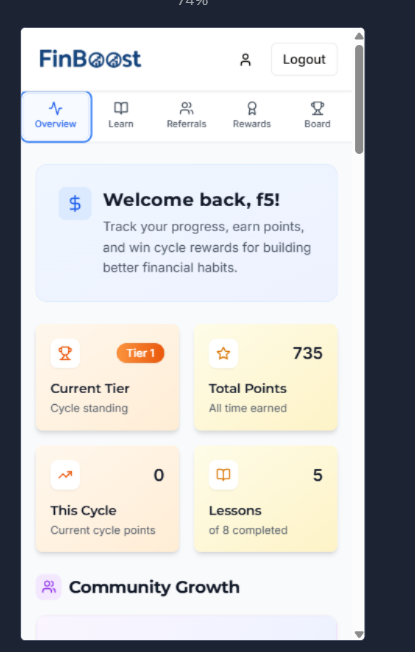 74%
FinBoost
Logout
Overview
Learn
Referrals
Rewards
Board
Welcome back, f5!
Track your progress, earn points,
and win cycle rewards for building
better financial habits.
Tier 1
Current Tier
Cycle standing
735
Total Points
All time earned
0
This Cycle
Current cycle points
5
Lessons
of 8 completed
Community Growth